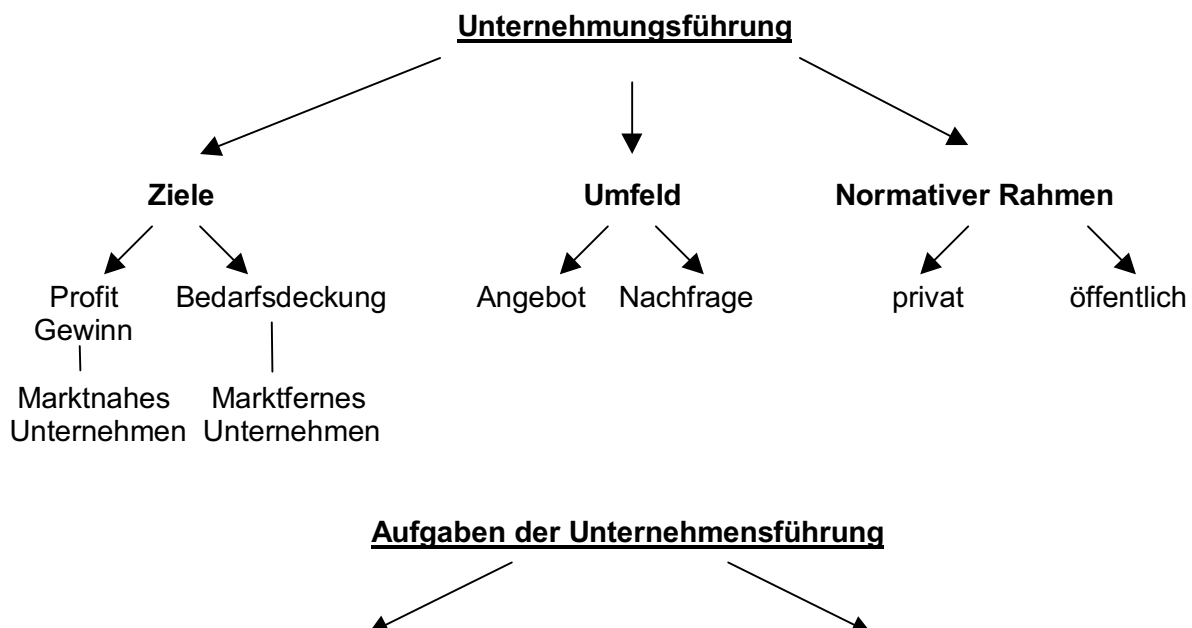 Unternehmungsführung
Ziele Umfeld Normativer Rahmen
Profit Bedarfsdeckung Angebot Nachfrage privat öffentlich
Gewinn
Marktnahes Marktfernes
Unternehmen Unternehmen
Aufgaben der Unternehmensführung